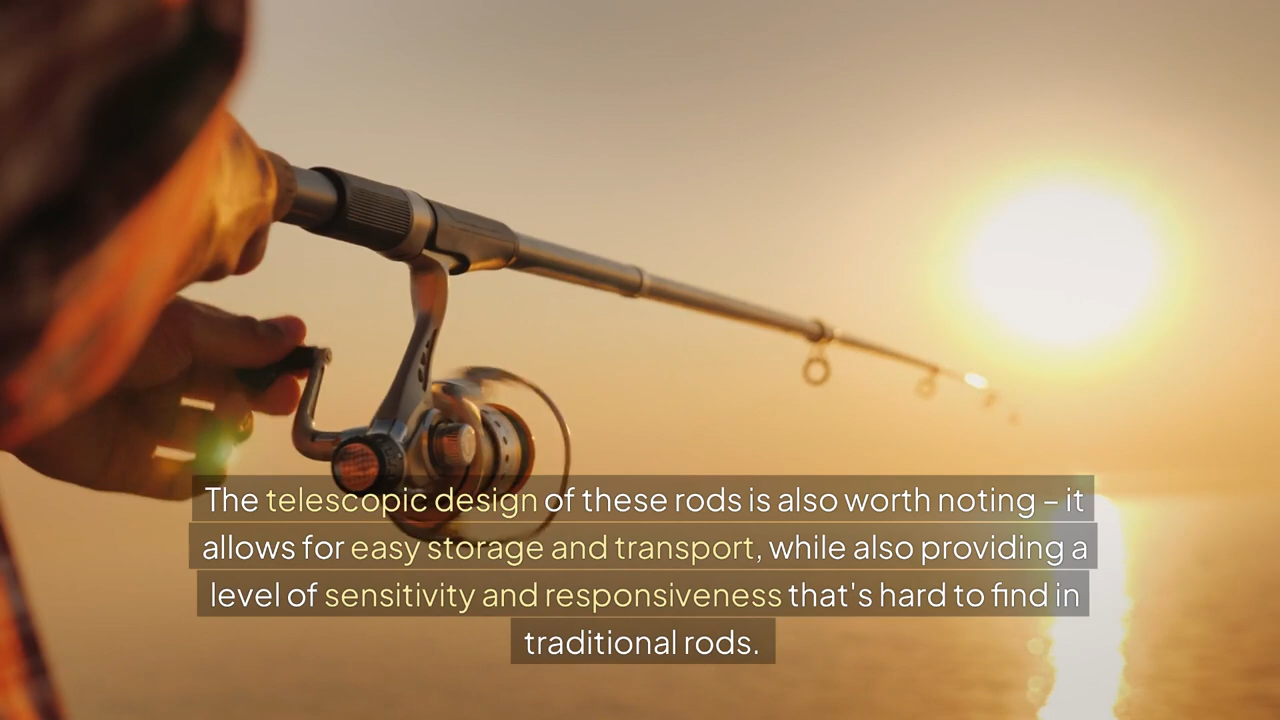 The telescopic design of these rods is also worth noting – it
allows for easy storage and transport, while also providing a
level of sensitivity and responsiveness that's hard to find in
traditional rods.